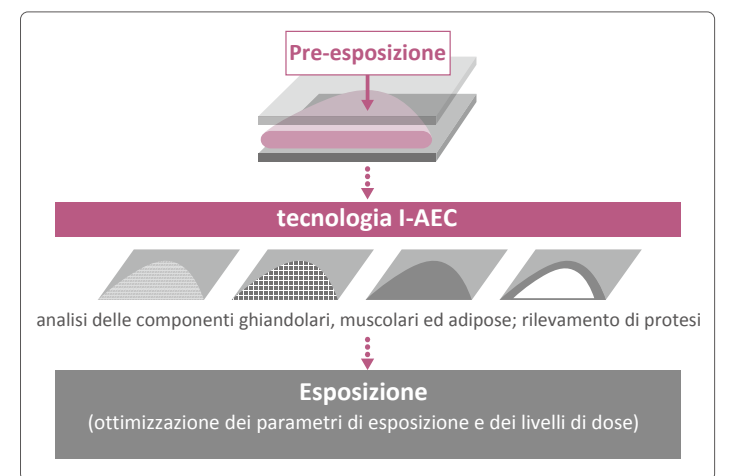 Pre-esposizione
tecnologia I-AEC
analisi delle componenti ghiandolari, muscolari ed adipose; rilevamento di protesi
Esposizione
(ottimizzazione dei parametri di esposizione e dei livelli di dose)